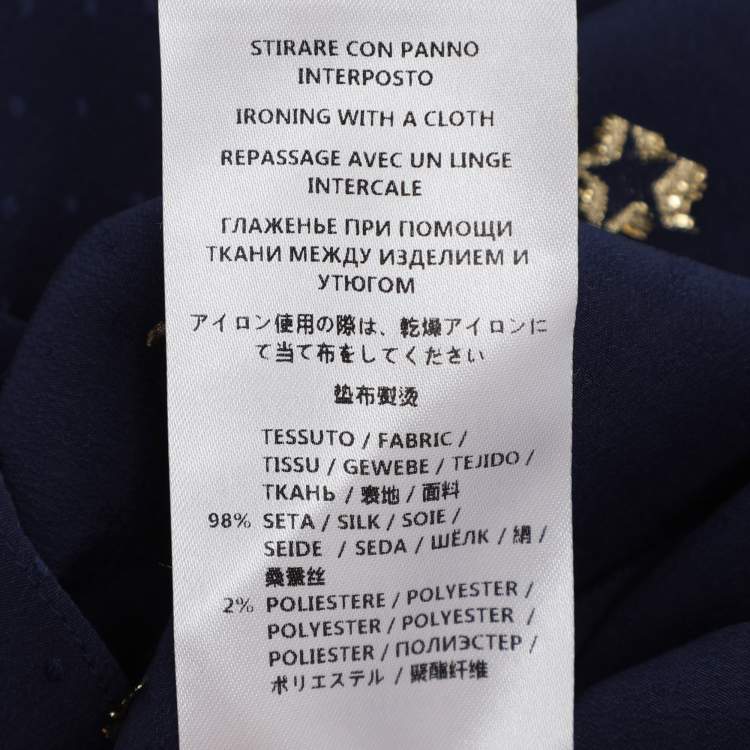 STIRARE CON PANNO
INTERPOSTO
IRONING WITH A CLOTH
REPASSAGE AVEC UN LINGE
INTERCALE
ГЛАЖЕНЬЕ ПРИ ПОМОЩИ
ТКАНИ МЕЖДУ ИЗДЕЛИЕМ И
УТЮГОМ
アイロン使用の際は、乾燥アイロンに
て当て布をしてください
垫布熨烫
TESSUTO / FABRIC /
TISSU / GEWEBE / TEJIDO /
ТКАНЬ / 表地 / 面料
98% SETA / SILK / SOIE /
SEIDE / SEDA / ШЁЛК / 絹 /
桑蚕丝
2% POLIESTERE / POLYESTER /
POLYESTER / POLYESTER /
POLIESTER / ПОЛИЭСТЕР /
ポリエステル / 聚酯纤维